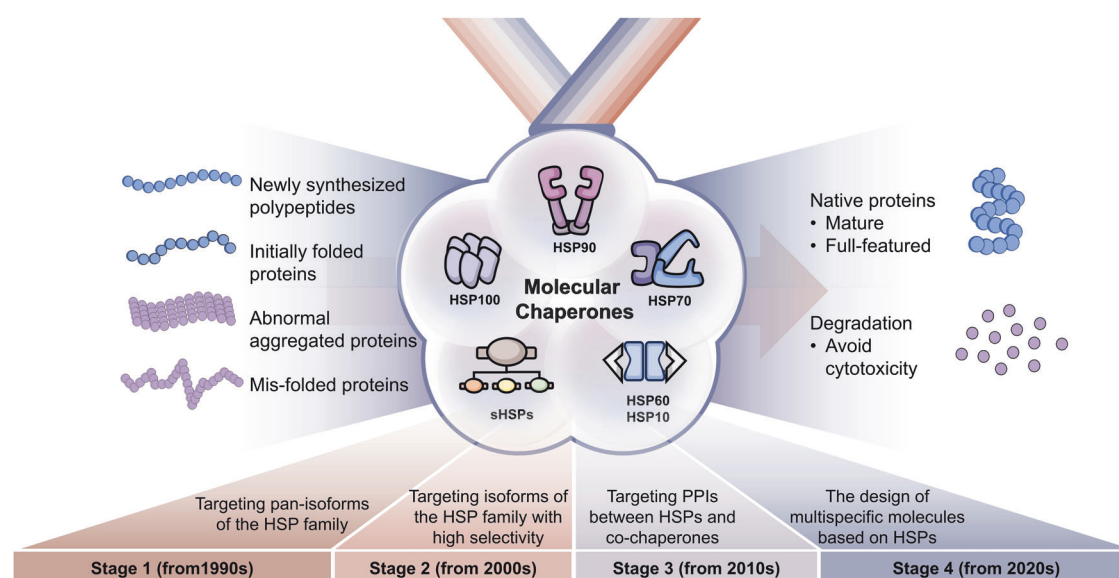 Newly synthesized
polypeptides
Initially folded
proteins
Abnormal
aggregated proteins
Mis-folded proteins
HSP90
HSP100
HSP70
Molecular
Chaperones
sHSPs
HSP60
HSP10
Native proteins
• Mature
• Full-featured
Degradation
• Avoid
cytotoxicity
Targeting pan-isoforms
of the HSP family
Targeting isoforms of
the HSP family with
high selectivity
Targeting PPIs
between HSPs and
co-chaperones
The design of
multispecific molecules
based on HSPs
Stage 1 (from1990s)
Stage 2 (from 2000s)
Stage 3 (from 2010s)
Stage 4 (from 2020s)